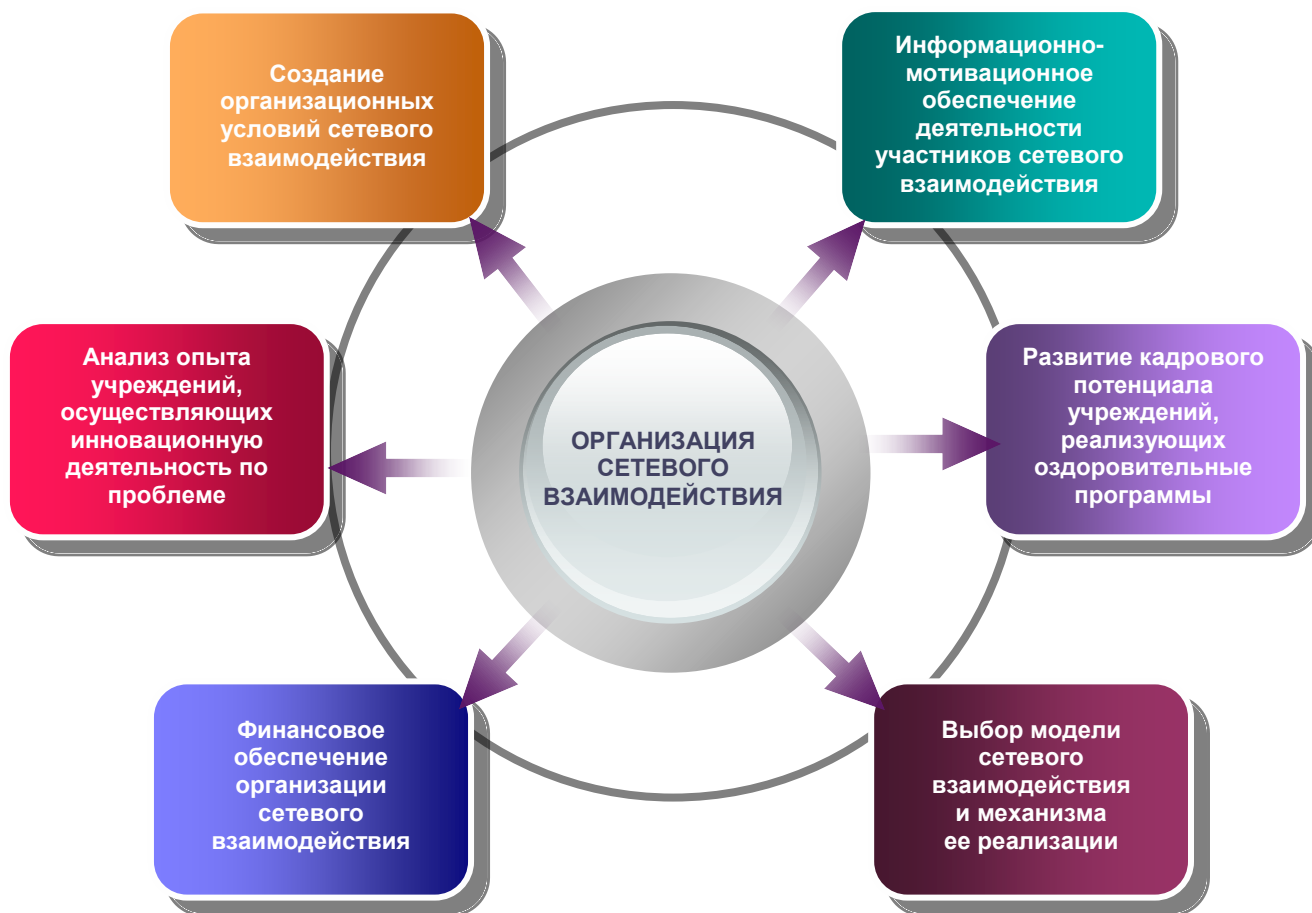 Создание
организационных
условий сетевого
взаимодействия
Информационно-
мотивационное
обеспечение
деятельности
участников сетевого
взаимодействия
Анализ опыта
учреждений,
осуществляющих
инновационную
деятельность по
проблеме
ОРГАНИЗАЦИЯ
СЕТЕВОГО
ВЗАИМОДЕЙСТВИЯ
Развитие кадрового
потенциала
учреждений,
реализующих
оздоровительные
программы
Финансовое
обеспечение
организации
сетевого
взаимодействия
Выбор модели
сетевого
взаимодействия
и механизма
ее реализации